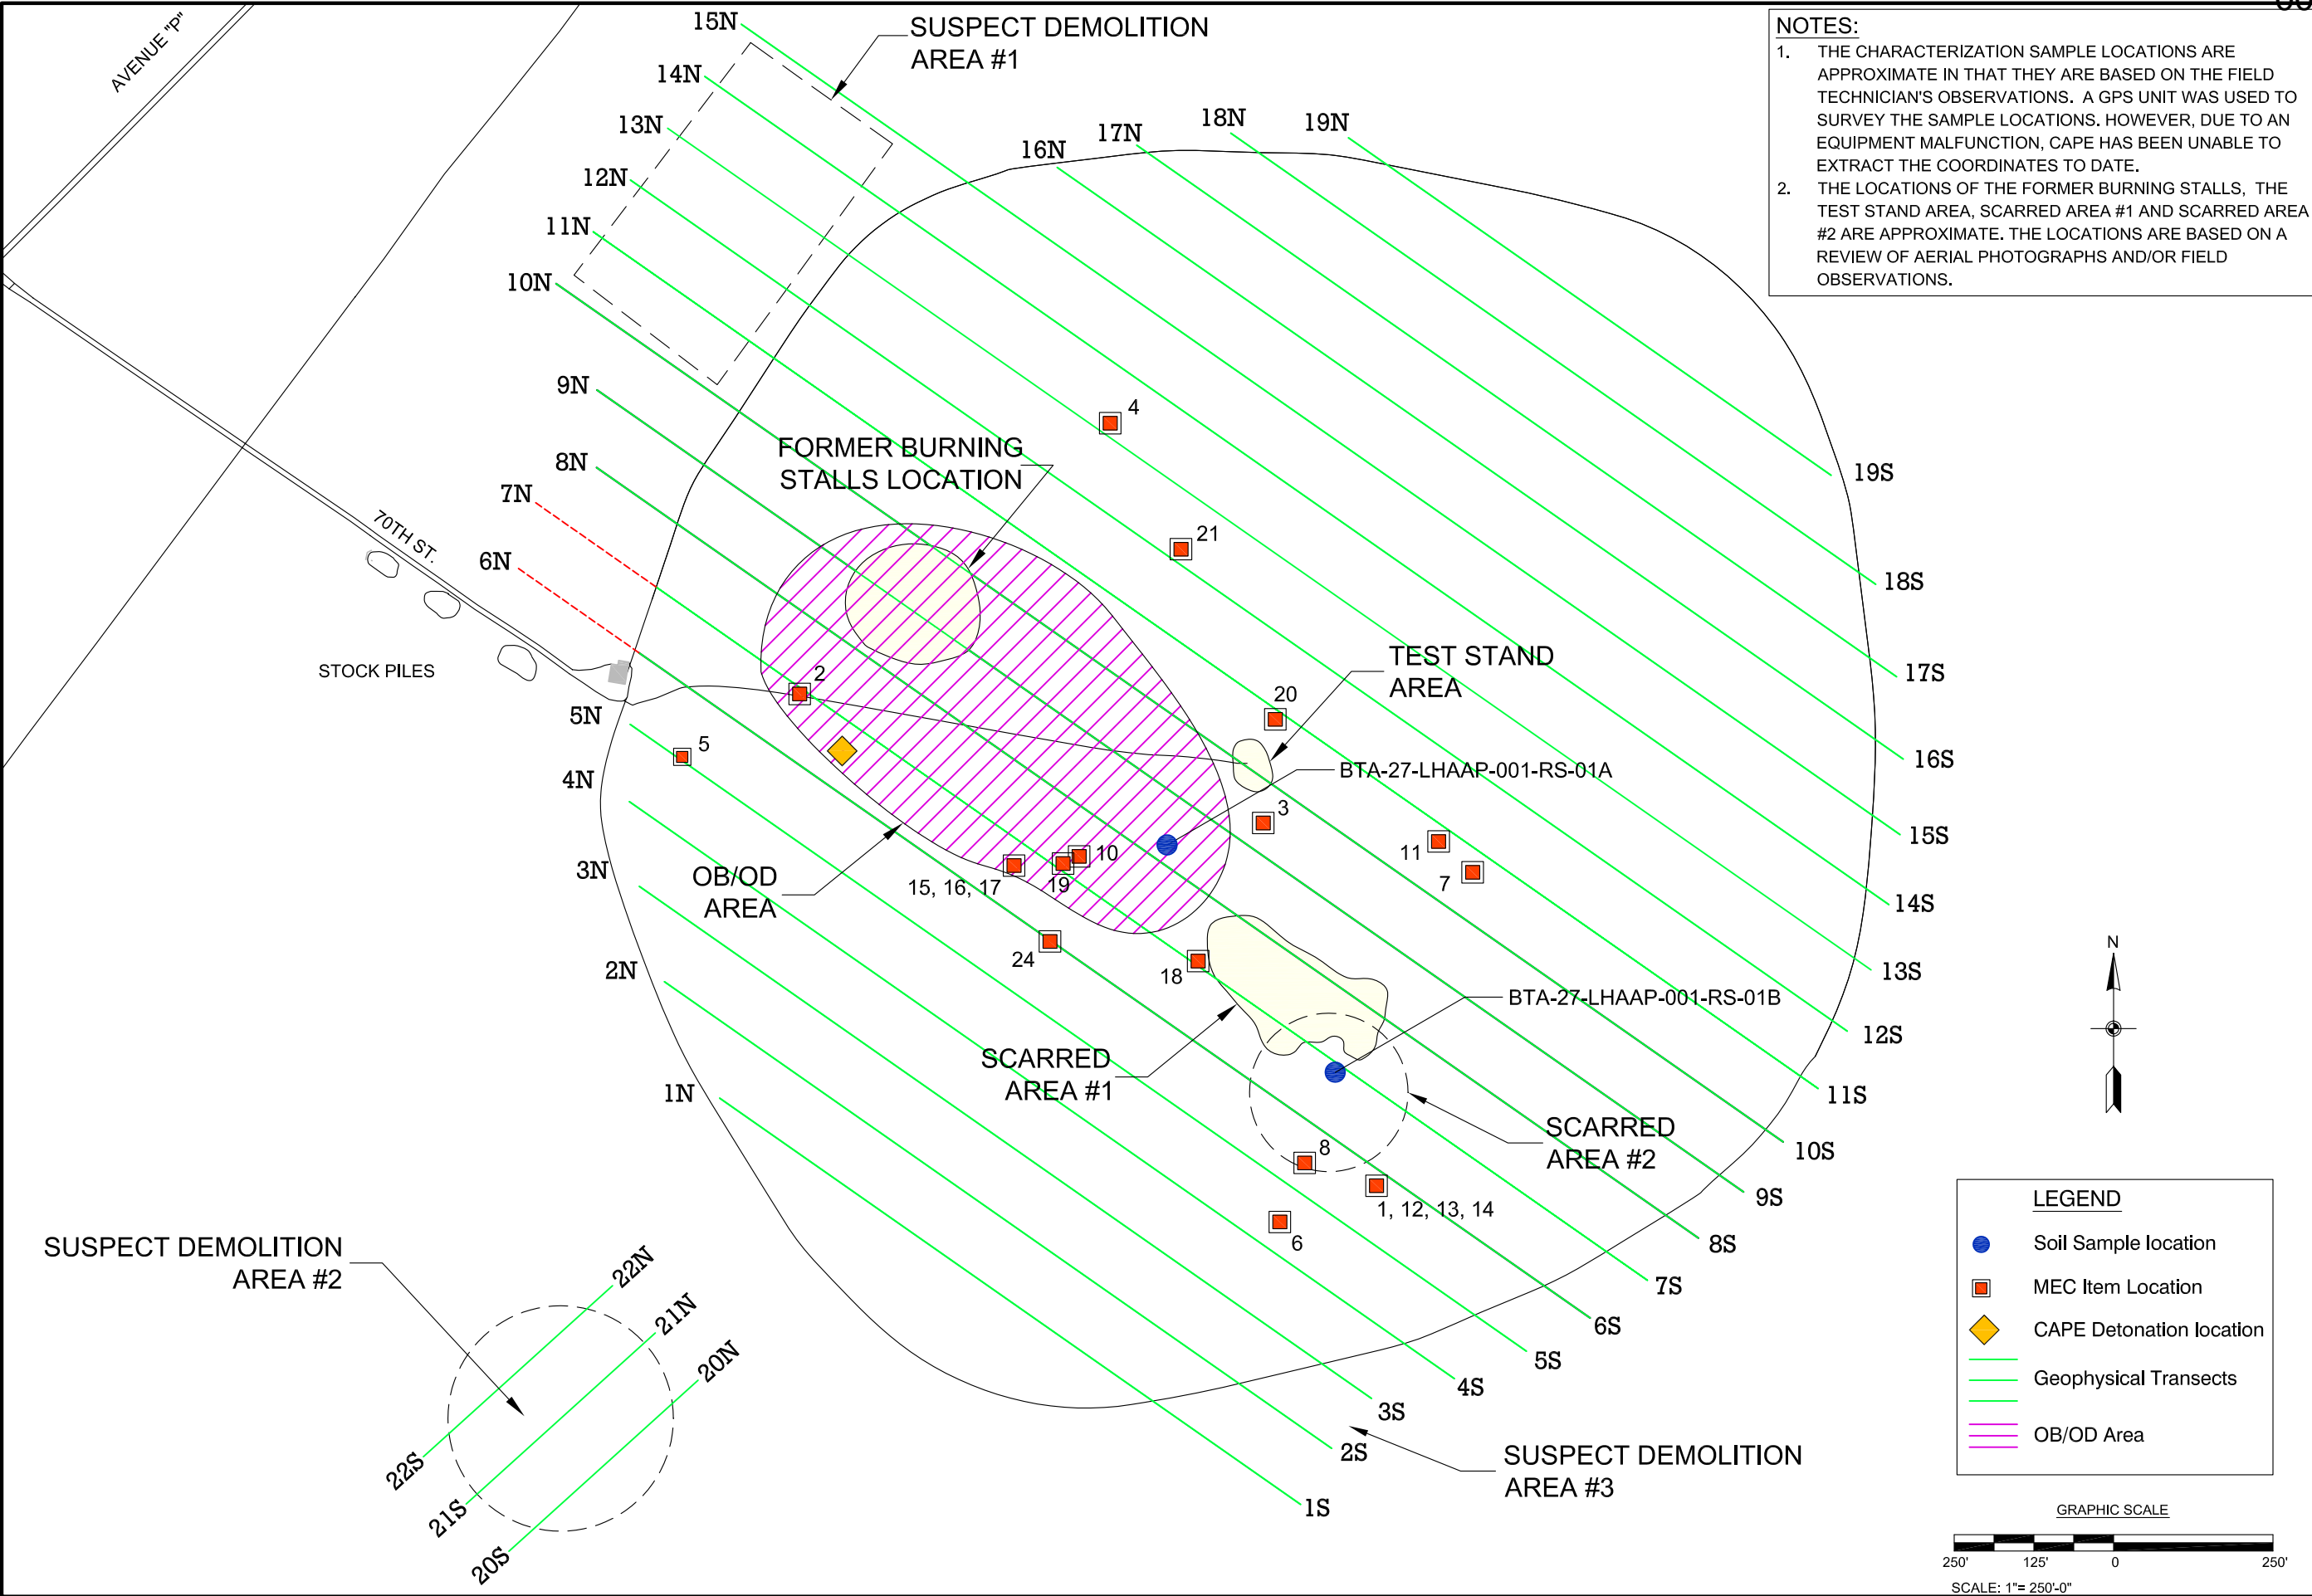 AVENUE "P"
15N
14N
13N
12N
11N
10N
9N
8N
7N
6N
5N
4N
3N
2N
1N
16N
17N
18N
19N
SUSPECT DEMOLITION
AREA #1
NOTES:
1. THE CHARACTERIZATION SAMPLE LOCATIONS ARE
APPROXIMATE IN THAT THEY ARE BASED ON THE FIELD
TECHNICIAN'S OBSERVATIONS. A GPS UNIT WAS USED TO
SURVEY THE SAMPLE LOCATIONS. HOWEVER, DUE TO AN
EQUIPMENT MALFUNCTION, CAPE HAS BEEN UNABLE TO
EXTRACT THE COORDINATES TO DATE.
2. THE LOCATIONS OF THE FORMER BURNING STALLS, THE
TEST STAND AREA, SCARRED AREA #1 AND SCARRED AREA
#2 ARE APPROXIMATE. THE LOCATIONS ARE BASED ON A
REVIEW OF AERIAL PHOTOGRAPHS AND/OR FIELD
OBSERVATIONS.
4
FORMER BURNING
STALLS LOCATION
21
70TH ST.
STOCK PILES
2
5
TEST STAND
AREA
20
BTA-27-LHAAP-001-RS-01A
3
11
7
10
19
15, 16, 17
OB/OD
AREA
24
18
BTA-27-LHAAP-001-RS-01B
SCARRED
AREA #1
SCARRED
AREA #2
8
1, 12, 13, 14
6
19S
18S
17S
16S
15S
14S
13S
12S
11S
10S
9S
8S
7S
6S
5S
4S
3S
2S
1S
SUSPECT DEMOLITION
AREA #2
22N
21N
20N
22S
21S
20S
SUSPECT DEMOLITION
AREA #3
N
LEGEND
Soil Sample location
MEC Item Location
CAPE Detonation location
Geophysical Transects
OB/OD Area
GRAPHIC SCALE
250' 125' 0 250'
SCALE: 1"= 250'-0"